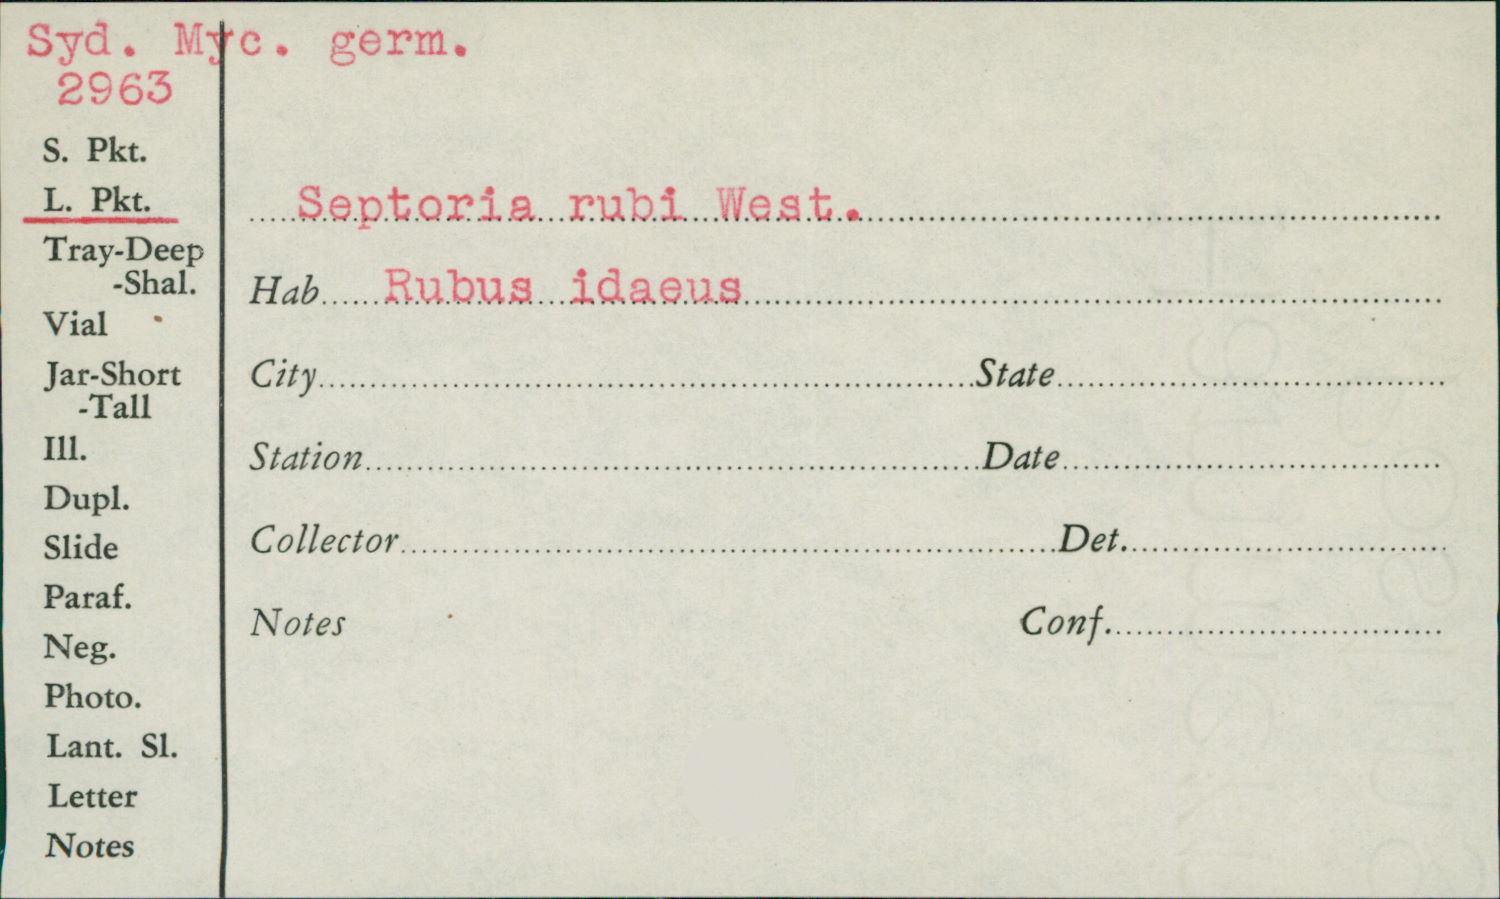 Syd. Myc. germ.
2963
S. Pkt.
L. Pkt.
Tray-Deep
-Shal.
Vial
Jar-Short
-Tall
Ill.
Dupl.
Slide
Paraf.
Neg.
Photo.
Lant. Sl.
Letter
Notes
Septoria rubi West.
Hab Rubus idaeus
City State
Station Date
Collector Det.
Notes Conf.